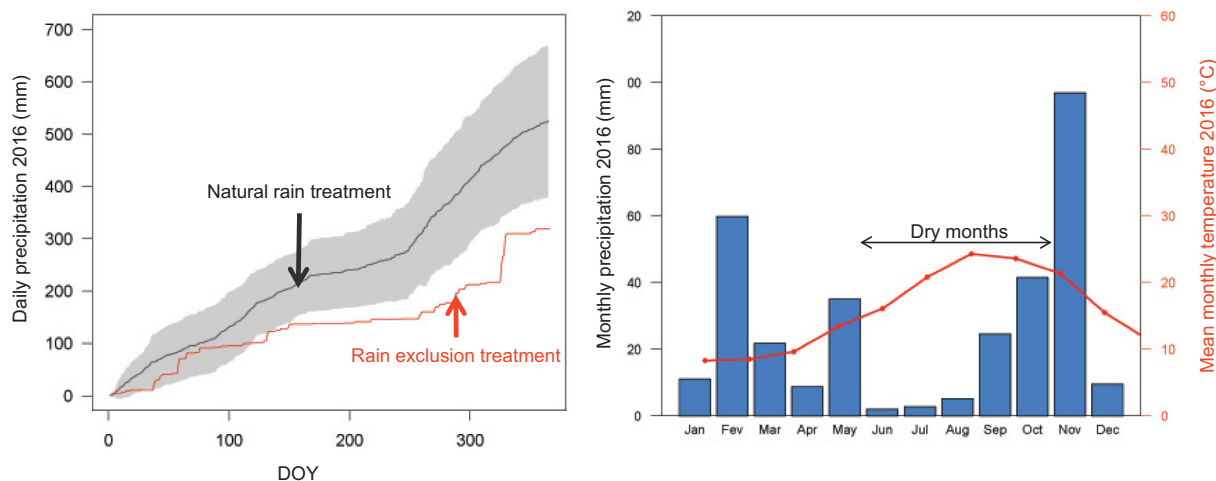 700
600
500
400
300
200
100
0
Daily precipitation 2016 (mm)
Natural rain treatment
Rain exclusion treatment
0 100 200 300
DOY
20
00
20
60
40
20
0
Monthly precipitation 2016 (mm)
Dry months
60
50
40
30
20
10
0
Mean monthly temperature 2016 (°C)
Jan Fev Mar Apr May Jun Jul Aug Sep Oct Nov Dec